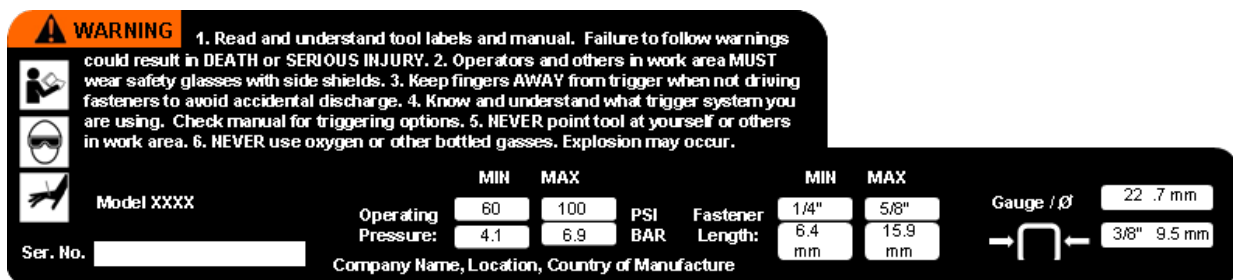 WARNING
1. Read and understand tool labels and manual. Failure to follow warnings
could result in DEATH or SERIOUS INJURY. 2. Operators and others in work area MUST
wear safety glasses with side shields. 3. Keep fingers AWAY from trigger when not driving
fasteners to avoid accidental discharge. 4. Know and understand what trigger system you
are using. Check manual for triggering options. 5. NEVER point tool at yourself or others
in work area. 6. NEVER use oxygen or other bottled gasses. Explosion may occur.
MIN MAX MIN MAX
Model XXXX
Operating 60 100 PSI Fastener 1/4" 5/8" Gauge / Ø 22 .7 mm
Pressure: 4.1 6.9 BAR Length: 6.4 mm 15.9 mm 3/8" 9.5 mm
Ser. No.
Company Name, Location, Country of Manufacture